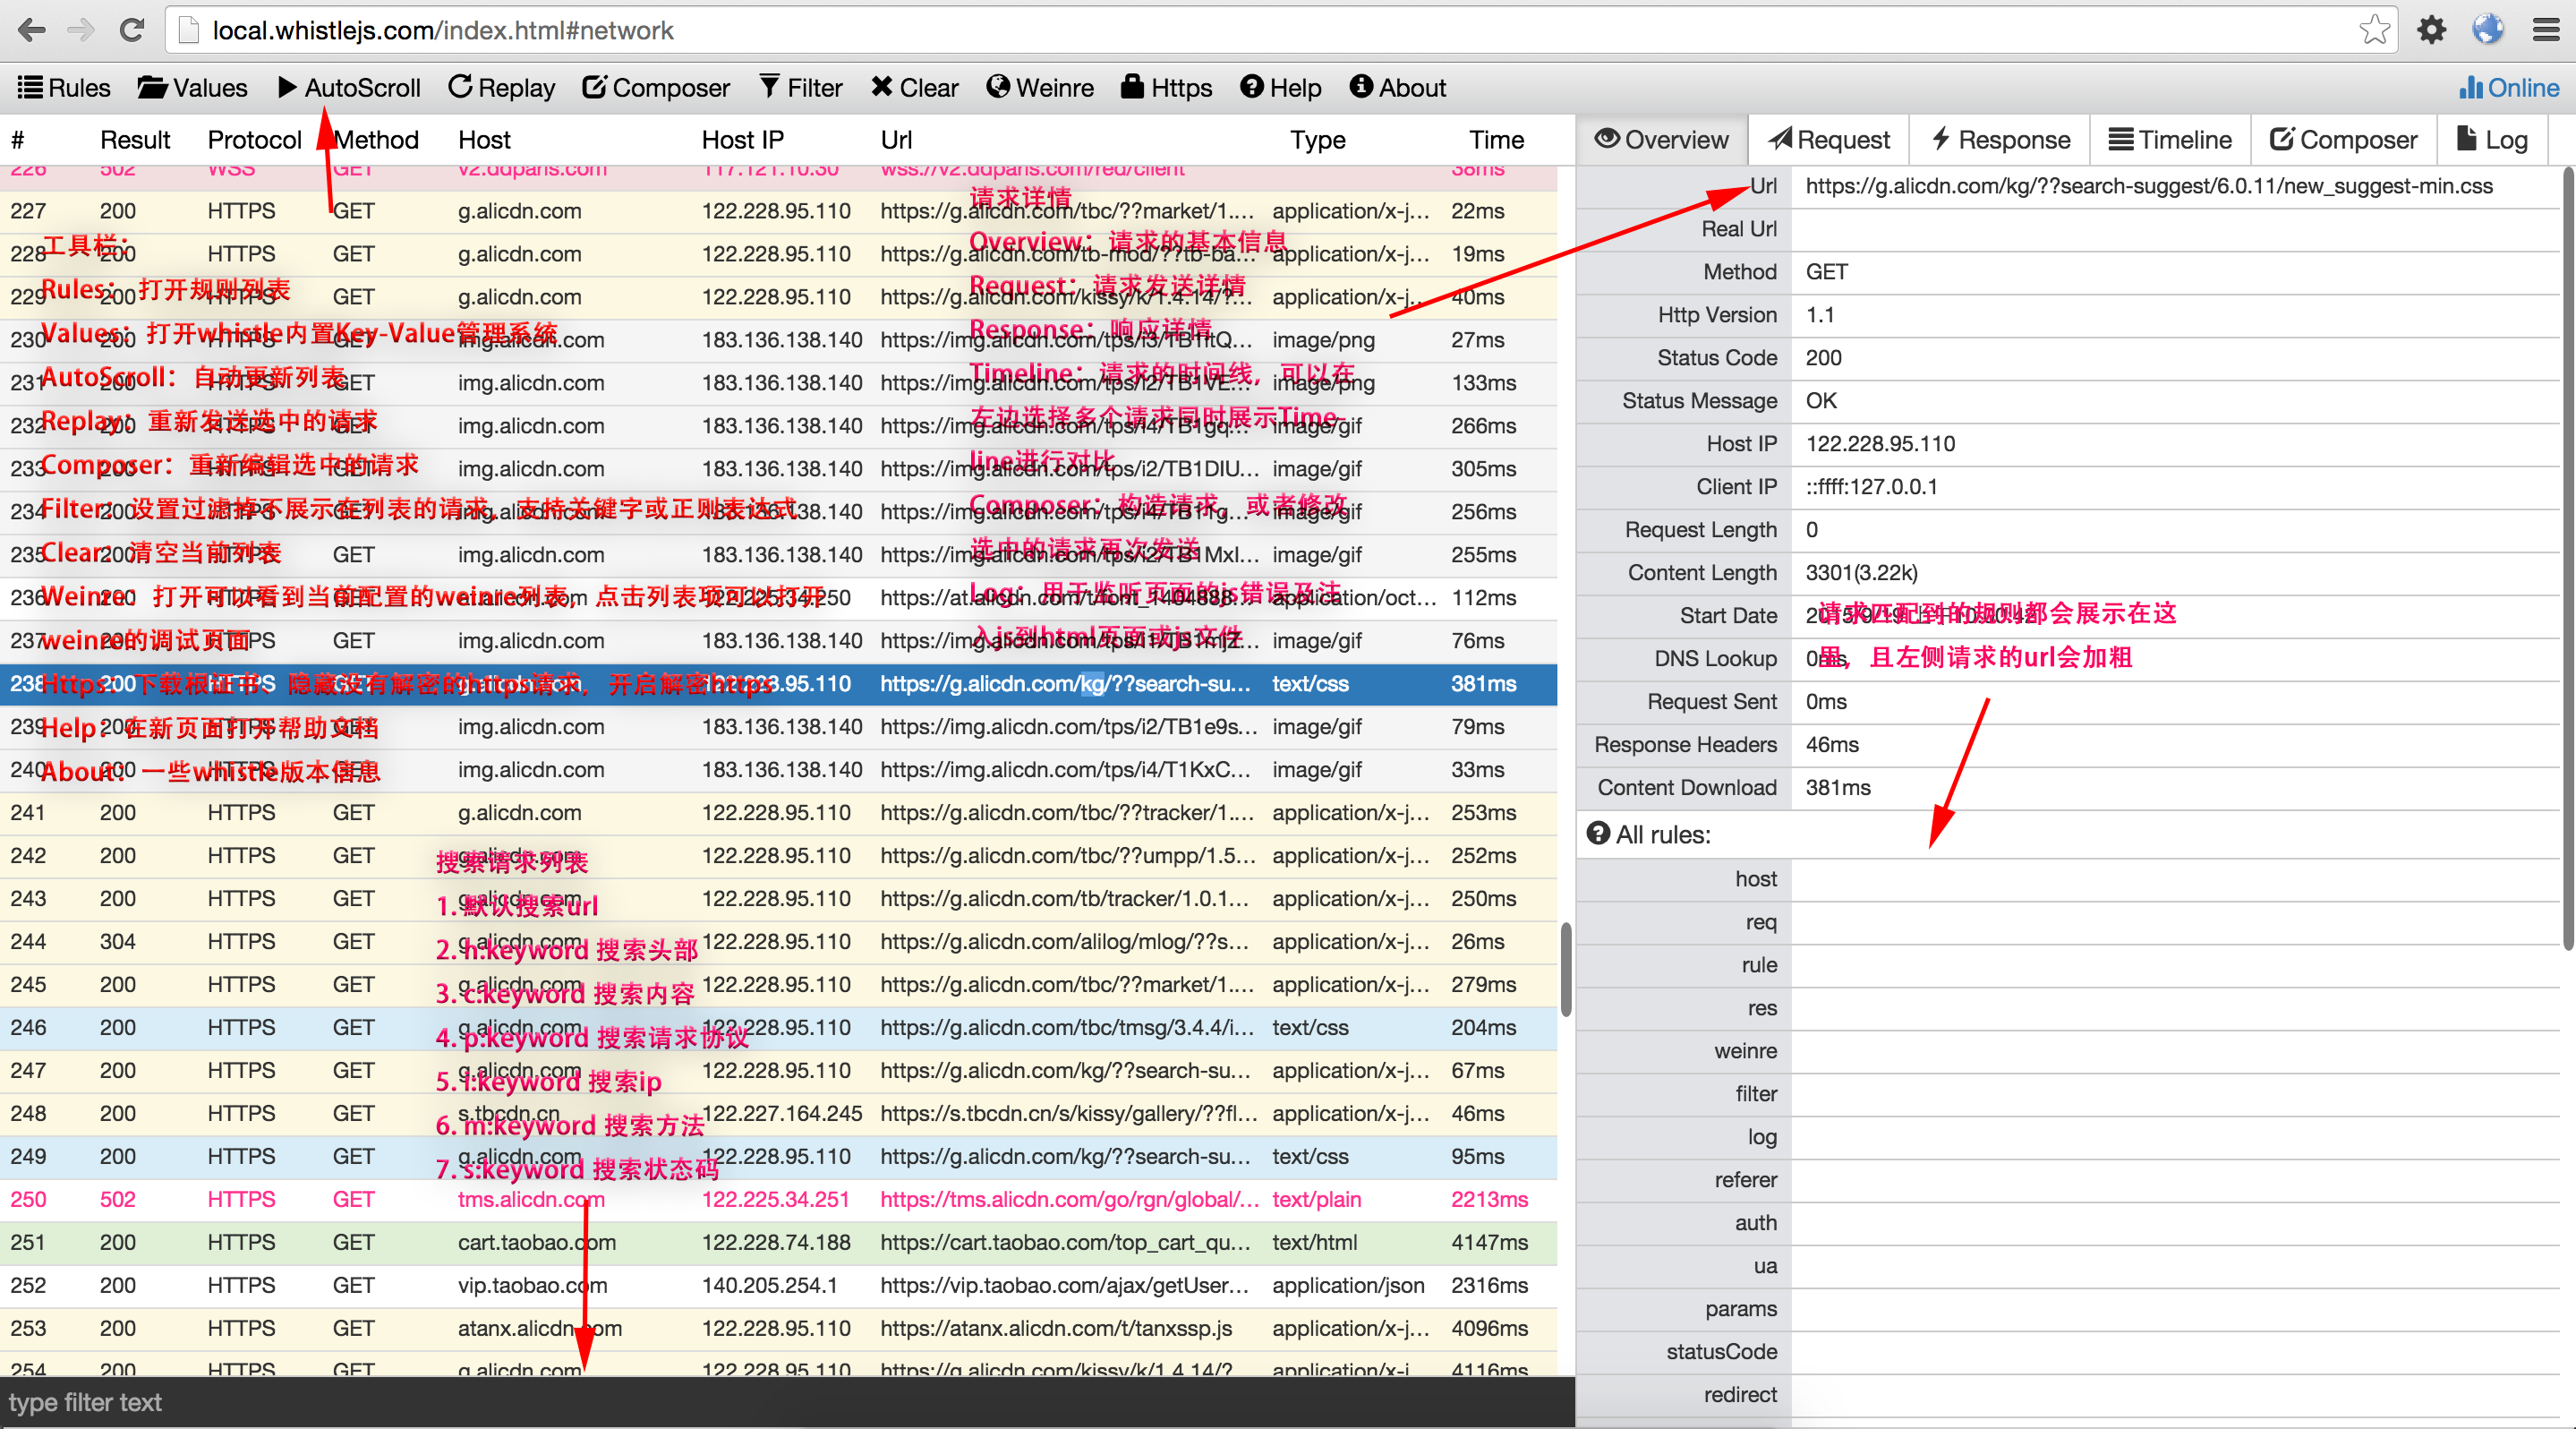 local.whistlejs.com/index.html#network
Rules Values AutoScroll Replay Composer Filter Clear Weinre Https Help About Online
# Result Protocol Method Host Host IP Url Type Time
226 502 WSS GET v2.ddpans.com 117.121.10.30 wss://v2.ddpans.com/red/client 38ms
227 200 HTTPS GET g.alicdn.com 122.228.95.110 https://g.alicdn.com/tbc/??market/1.... application/x-j... 22ms
228 200 GET g.alicdn.com 122.228.95.110 https://g.alicdn.com/tb-mod/??tb-ba... application/x-j... 19ms
229 200 HTTPS GET g.alicdn.com 122.228.95.110 https://g.alicdn.com/kissy/k/1.4.14/?... application/x-j... 40ms
230 200 HTTPS GET img.alicdn.com 183.136.138.140 https://img.alicdn.com/tps/i3/TB1tQ... image/png 27ms
231 200 HTTPS GET img.alicdn.com 183.136.138.140 https://img.alicdn.com/tps/i2/TB1VE... image/png 133ms
232 200 HTTPS GET img.alicdn.com 183.136.138.140 https://img.alicdn.com/tps/i4/TB1gq... image/gif 266ms
233 200 HTTPS GET img.alicdn.com 183.136.138.140 https://img.alicdn.com/tps/i2/TB1DIU... image/gif 305ms
234 200 HTTPS GET img.alicdn.com 183.136.138.140 https://img.alicdn.com/tps/i4/TB11g... image/gif 256ms
235 200 HTTPS GET img.alicdn.com 183.136.138.140 https://img.alicdn.com/tps/i2/TB1MxI... image/gif 255ms
236 200 HTTPS GET at.alicdn.com 122.225.34.250 https://at.alicdn.com/t/font_1404888... application/oct... 112ms
237 200 HTTPS GET img.alicdn.com 183.136.138.140 https://img.alicdn.com/tps/i1/TB1mjZ... image/gif 76ms
238 200 HTTPS GET g.alicdn.com 122.228.95.110 https://g.alicdn.com/kg/??search-su... text/css 381ms
239 200 HTTPS GET img.alicdn.com 183.136.138.140 https://img.alicdn.com/tps/i2/TB1e9s... image/gif 79ms
240 200 HTTPS GET img.alicdn.com 183.136.138.140 https://img.alicdn.com/tps/i4/T1KxC... image/gif 33ms
241 200 HTTPS GET g.alicdn.com 122.228.95.110 https://g.alicdn.com/tbc/??tracker/1.... application/x-j... 253ms
242 200 HTTPS GET g.alicdn.com 122.228.95.110 https://g.alicdn.com/tbc/??umpp/1.5... application/x-j... 252ms
243 200 HTTPS GET g.alicdn.com 122.228.95.110 https://g.alicdn.com/tb/tracker/1.0.1... application/x-j... 250ms
244 304 HTTPS GET g.alicdn.com 122.228.95.110 https://g.alicdn.com/alilog/mlog/??s... application/x-j... 26ms
245 200 HTTPS GET g.alicdn.com 122.228.95.110 https://g.alicdn.com/tbc/??market/1.... application/x-j... 279ms
246 200 HTTPS GET g.alicdn.com 122.228.95.110 https://g.alicdn.com/tbc/tmsg/3.4.4/i... text/css 204ms
247 200 HTTPS GET g.alicdn.com 122.228.95.110 https://g.alicdn.com/kg/??search-su... application/x-j... 67ms
248 200 HTTPS GET s.tbcdn.cn 122.227.164.245 https://s.tbcdn.cn/s/kissy/gallery/??fl... application/x-j... 46ms
249 200 HTTPS GET g.alicdn.com 122.228.95.110 https://g.alicdn.com/kg/??search-su... text/css 95ms
250 502 HTTPS GET tms.alicdn.com 122.225.34.251 https://tms.alicdn.com/go/rgn/global/... text/plain 2213ms
251 200 HTTPS GET cart.taobao.com 122.228.74.188 https://cart.taobao.com/top_cart_qu... text/html 4147ms
252 200 HTTPS GET vip.taobao.com 140.205.254.1 https://vip.taobao.com/ajax/getUser... application/json 2316ms
253 200 HTTPS GET atanx.alicdn.com 122.228.95.110 https://atanx.alicdn.com/t/tanxssp.js application/x-j... 4096ms
254 200 HTTPS GET g.alicdn.com 122.228.95.110 https://g.alicdn.com/kissy/k/1.4.14/? application/x-j 4116ms
type filter text
工具栏：
Rules：打开规则列表
Values：打开whistle内置Key-Value管理系统
AutoScroll：自动更新列表
Replay：重新发送选中的请求
Composer：重新编辑选中的请求
Filter：设置过滤掉不展示在列表的请求，支持关键字或正则表达式
Clear：清空当前列表
Weinre：打开可以看到当前配置的weinre列表，点击列表项可以打开
weinre的调试页面
Https：下载根证书、隐藏没有解密的https请求，开启解密https
Help：在新页面打开帮助文档
About：一些whistle版本信息
请求详情
Overview：请求的基本信息
Request：请求发送详情
Response：响应详情
Timeline：请求的时间线，可以在
左边选择多个请求同时展示Time
line进行对比
Composer：构造请求，或者修改
选中的请求再次发送
Log：用于监听页面的js错误及注
入js到html页面或js文件
搜索请求列表
1. 默认搜索url
2. h:keyword 搜索头部
3. c:keyword 搜索内容
4. p:keyword 搜索请求协议
5. i:keyword 搜索ip
6. m:keyword 搜索方法
7. s:keyword 搜索状态码
Overview Request Response Timeline Composer Log
Url https://g.alicdn.com/kg/??search-suggest/6.0.11/new_suggest-min.css
Real Url
Method GET
Http Version 1.1
Status Code 200
Status Message OK
Host IP 122.228.95.110
Client IP ::ffff:127.0.0.1
Request Length 0
Content Length 3301(3.22k)
Start Date
DNS Lookup 0ms
Request Sent 0ms
Response Headers 46ms
Content Download 381ms
请求匹配到的规则都会展示在这
里，且左侧请求的url会加粗
All rules:
host
req
rule
res
weinre
filter
log
referer
auth
ua
params
statusCode
redirect